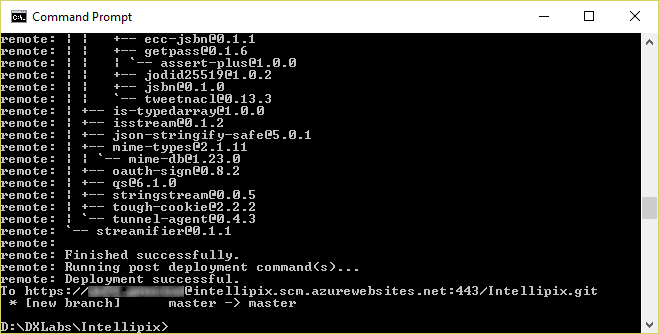 Command Prompt
remote: ¦ ¦   +-- ecc-jsbn@0.1.1
remote: ¦ ¦   +-- getpass@0.1.6
remote: ¦ ¦   ¦ `-- assert-plus@1.0.0
remote: ¦ ¦   +-- jodid25519@1.0.2
remote: ¦ ¦   +-- jsbn@0.1.0
remote: ¦ ¦   `-- tweetnacl@0.13.3
remote: ¦ +-- is-typedarray@1.0.0
remote: ¦ +-- isstream@0.1.2
remote: ¦ +-- json-stringify-safe@5.0.1
remote: ¦ +-- mime-types@2.1.11
remote: ¦ ¦ `-- mime-db@1.23.0
remote: ¦ +-- oauth-sign@0.8.2
remote: ¦ +-- qs@6.1.0
remote: ¦ +-- stringstream@0.0.5
remote: ¦ +-- tough-cookie@2.2.2
remote: ¦ `-- tunnel-agent@0.4.3
remote: `-- streamifier@0.1.1
remote:
remote: Finished successfully.
remote: Running post deployment command(s)...
remote: Deployment successful.
To https://@intellipix.scm.azurewebsites.net:443/Intellipix.git
 * [new branch]      master -> master
D:\DXLabs\Intellipix>